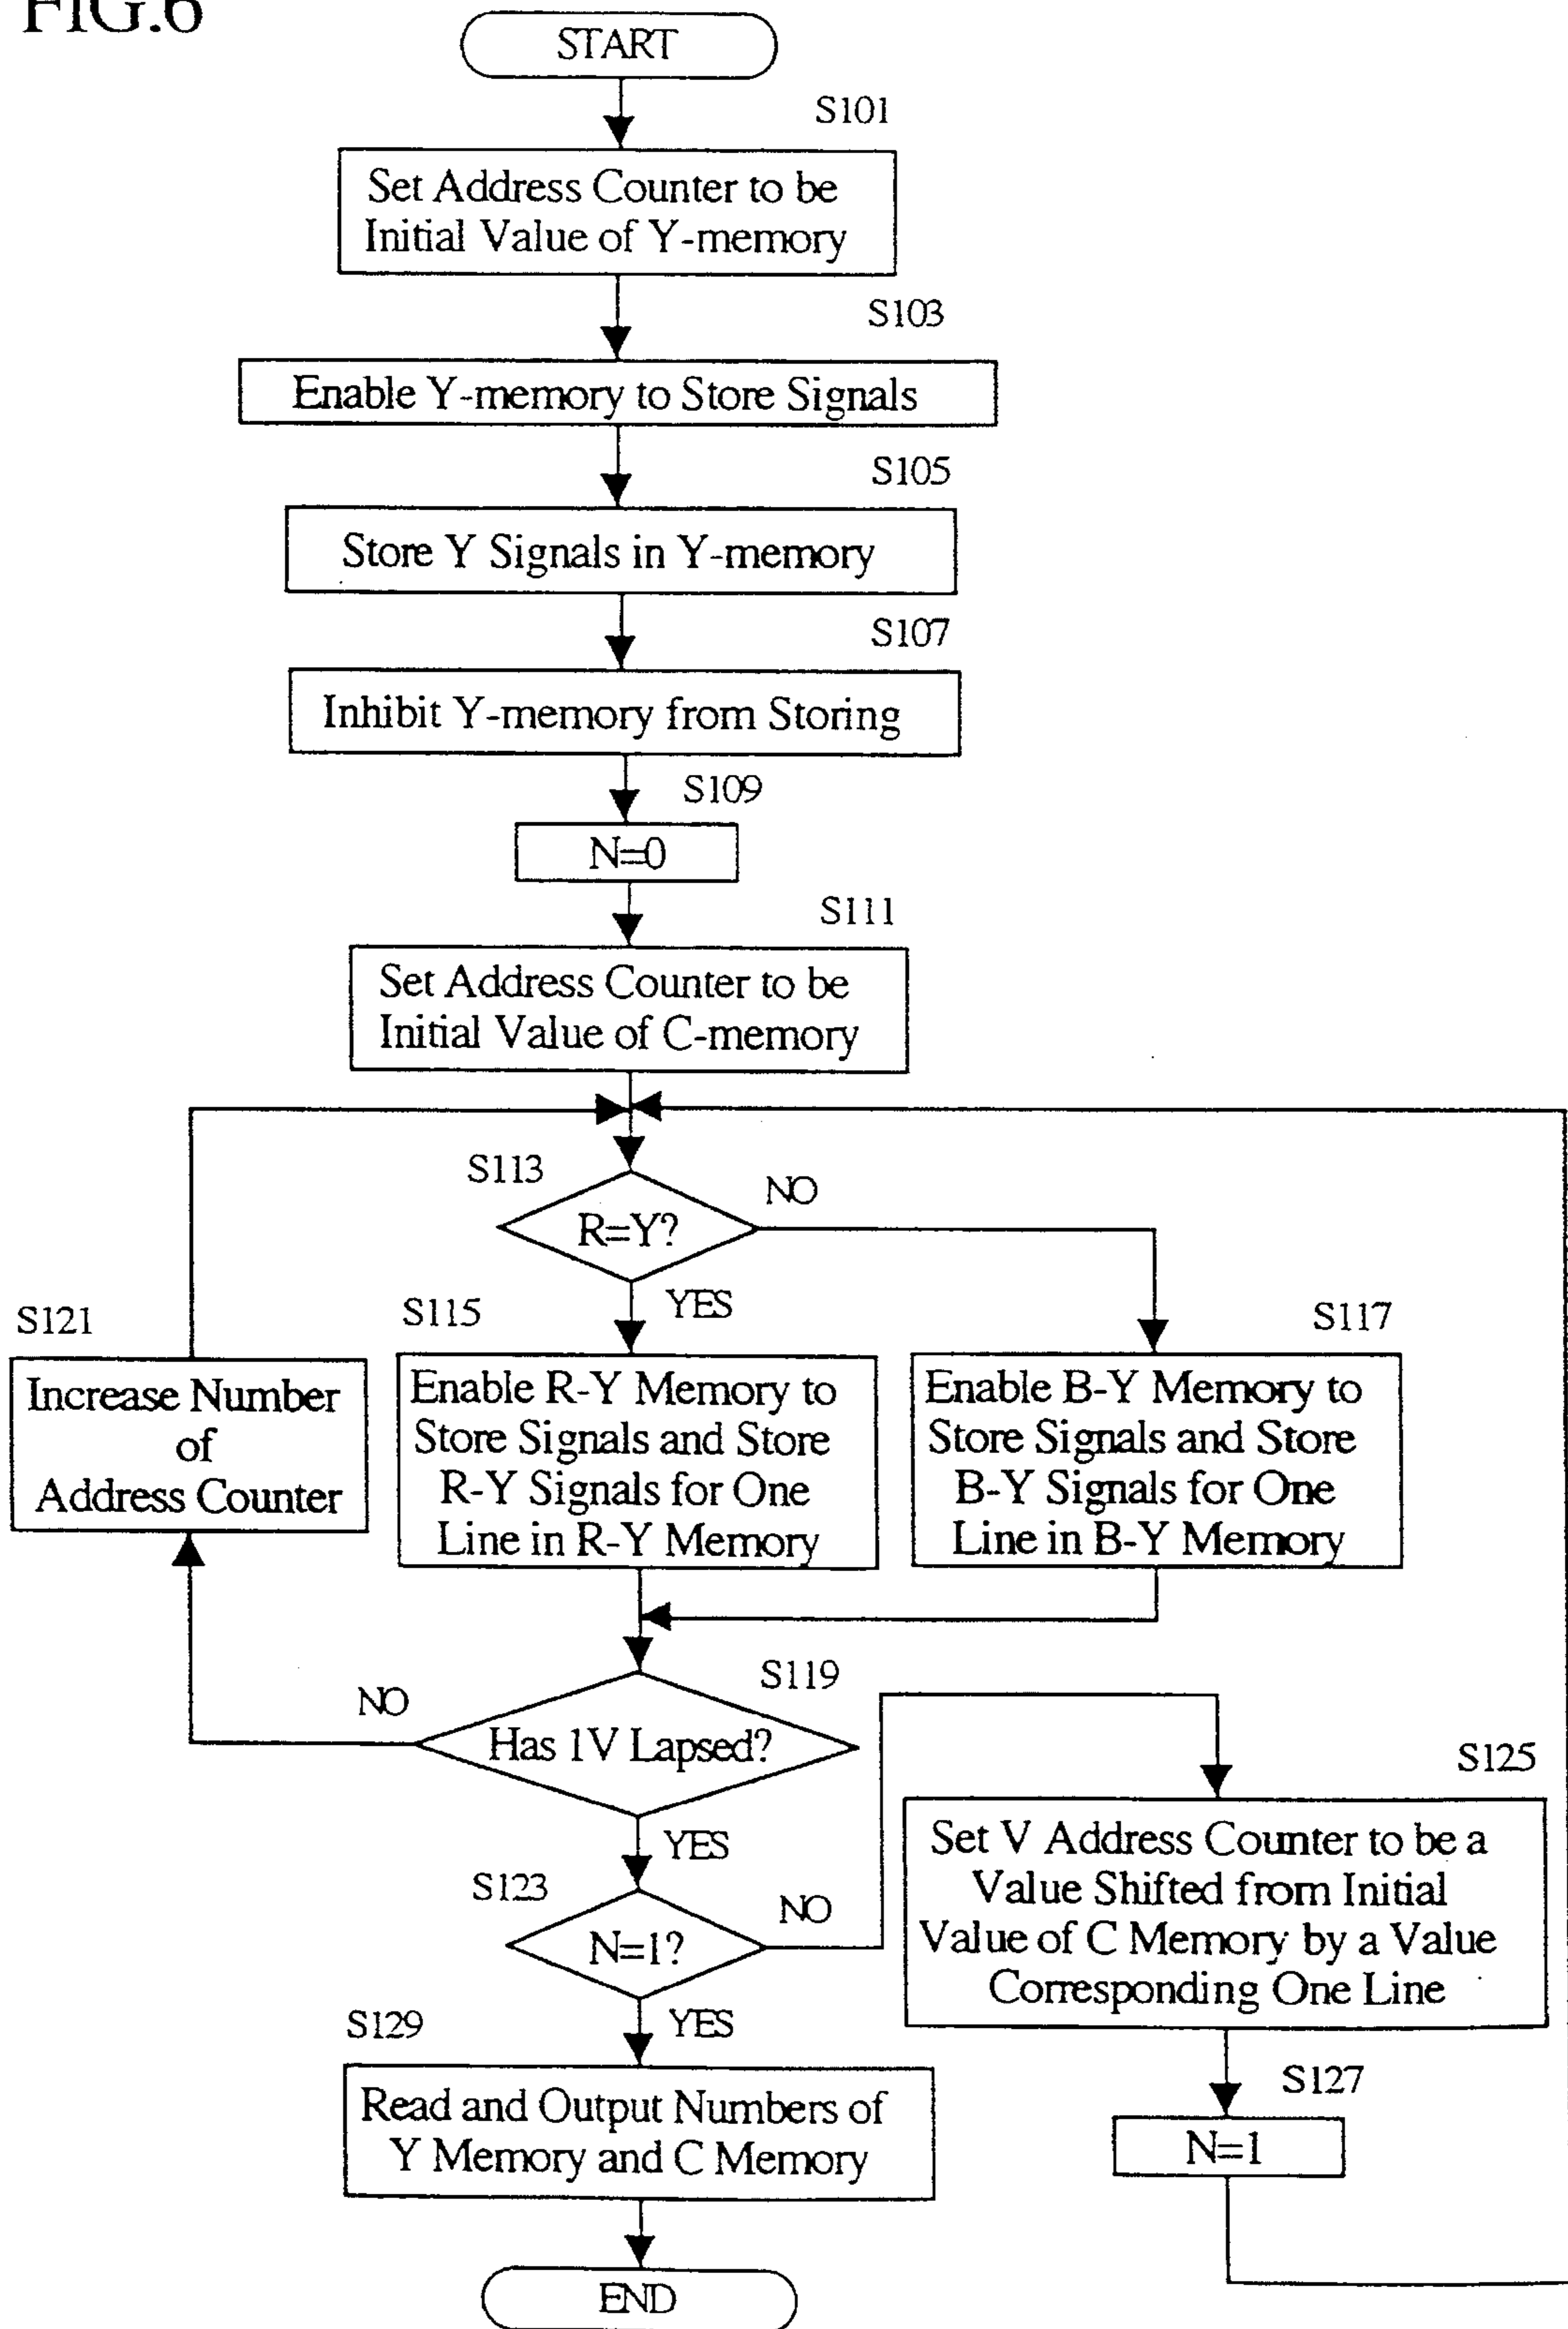 FIG.6
START
S101
Set Address Counter to be
Initial Value of Y-memory
S103
Enable Y-memory to Store Signals
S105
Store Y Signals in Y-memory
S107
Inhibit Y-memory from Storing
S109
N=0
S111
Set Address Counter to be
Initial Value of C-memory
S113
R=Y?
NO
YES
S121
Increase Number
of
Address Counter
S115
Enable R-Y Memory to
Store Signals and Store
R-Y Signals for One
Line in R-Y Memory
S117
Enable B-Y Memory to
Store Signals and Store
B-Y Signals for One
Line in B-Y Memory
S119
Has 1V Lapsed?
NO
YES
S123
N=1?
NO
YES
S125
Set V Address Counter to be a
Value Shifted from Initial
Value of C Memory by a Value
Corresponding One Line
S127
N=1
S129
Read and Output Numbers of
Y Memory and C Memory
END